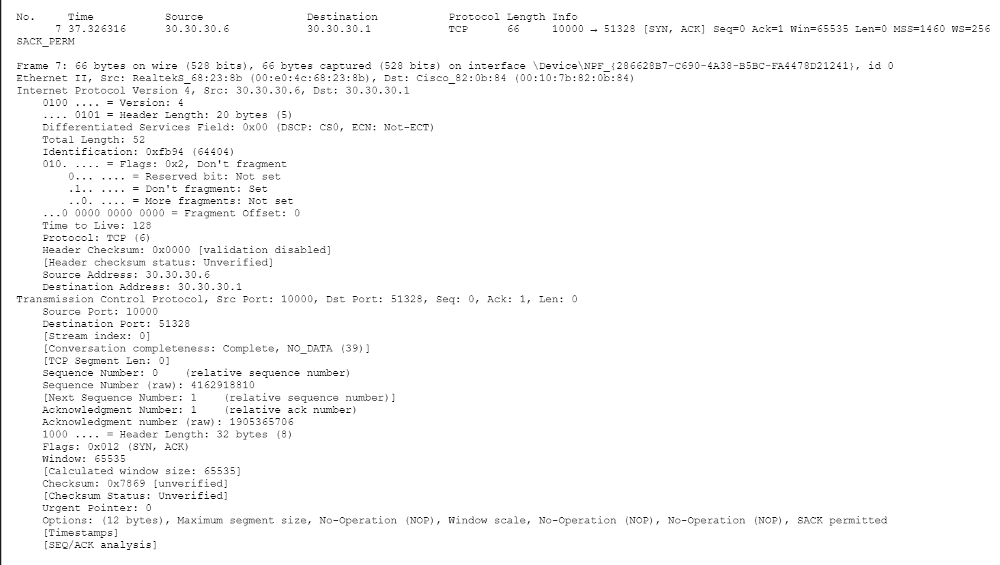 No. Time Source Destination Protocol Length Info
7 37.326316 30.30.30.6 30.30.30.1 TCP 66 10000 → 51328 [SYN, ACK] Seq=0 Ack=1 Win=65535 Len=0 MSS=1460 WS=256
SACK_PERM
Frame 7: 66 bytes on wire (528 bits), 66 bytes captured (528 bits) on interface \Device\NPF_{286628B7-C690-4A38-B5BC-FA4478D21241}, id 0
Ethernet II, Src: RealtekS_68:23:8b (00:e0:4c:68:23:8b), Dst: Cisco_82:0b:84 (00:10:7b:82:0b:84)
Internet Protocol Version 4, Src: 30.30.30.6, Dst: 30.30.30.1
0100 .... = Version: 4
.... 0101 = Header Length: 20 bytes (5)
Differentiated Services Field: 0x00 (DSCP: CS0, ECN: Not-ECT)
Total Length: 52
Identification: 0xfb94 (64404)
010. .... = Flags: 0x2, Don't fragment
0... .... = Reserved bit: Not set
.1.. .... = Don't fragment: Set
..0. .... = More fragments: Not set
...0 0000 0000 0000 = Fragment Offset: 0
Time to Live: 128
Protocol: TCP (6)
Header Checksum: 0x0000 [validation disabled]
[Header checksum status: Unverified]
Source Address: 30.30.30.6
Destination Address: 30.30.30.1
Transmission Control Protocol, Src Port: 10000, Dst Port: 51328, Seq: 0, Ack: 1, Len: 0
Source Port: 10000
Destination Port: 51328
[Stream index: 0]
[Conversation completeness: Complete, NO_DATA (39)]
[TCP Segment Len: 0]
Sequence Number: 0 (relative sequence number)
Sequence Number (raw): 4162918810
[Next Sequence Number: 1 (relative sequence number)]
Acknowledgment Number: 1 (relative ack number)
Acknowledgment number (raw): 1905365706
1000 .... = Header Length: 32 bytes (8)
Flags: 0x012 (SYN, ACK)
Window: 65535
[Calculated window size: 65535]
Checksum: 0x7869 [unverified]
[Checksum Status: Unverified]
Urgent Pointer: 0
Options: (12 bytes), Maximum segment size, No-Operation (NOP), Window scale, No-Operation (NOP), No-Operation (NOP), SACK permitted
[Timestamps]
[SEQ/ACK analysis]